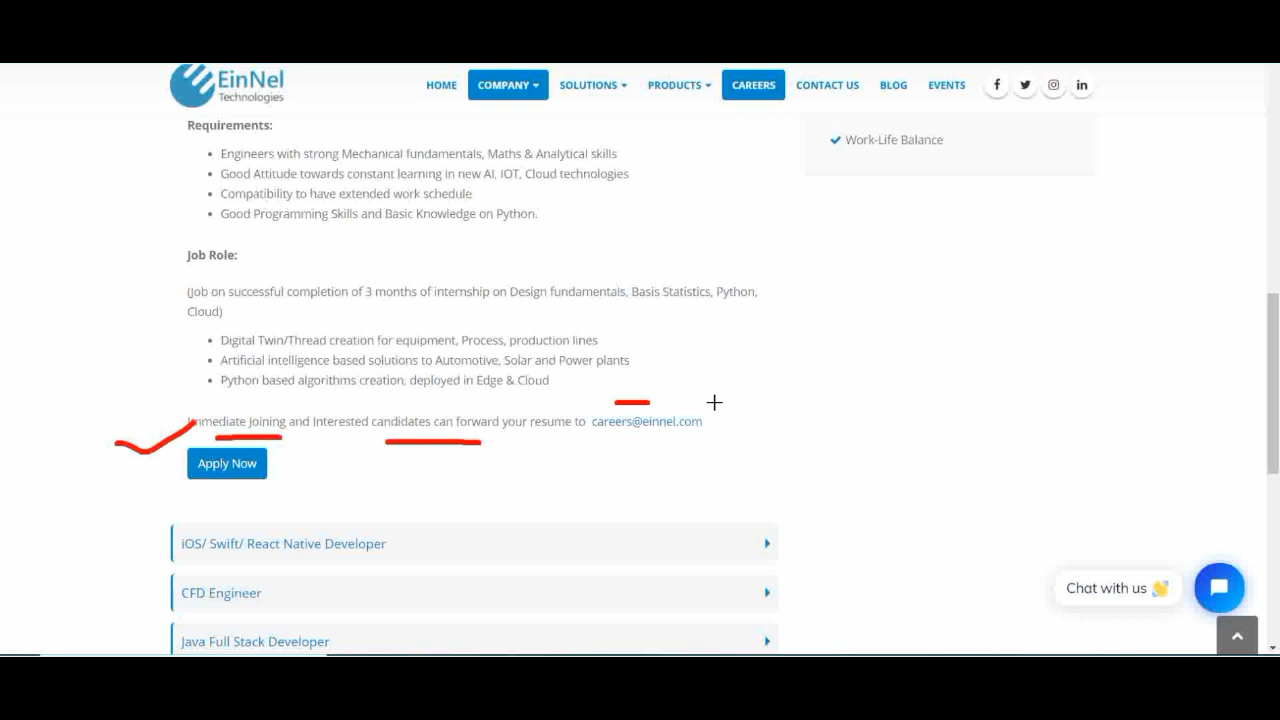 EinNel
Technologies
HOME COMPANY SOLUTIONS PRODUCTS CAREERS CONTACT US BLOG EVENTS
Requirements:
Engineers with strong Mechanical fundamentals, Maths & Analytical skills
Good Attitude towards constant learning in new AI, IOT, Cloud technologies
Compatibility to have extended work schedule
Good Programming Skills and Basic Knowledge on Python.
Work-Life Balance
Job Role:
(Job on successful completion of 3 months of internship on Design fundamentals, Basis Statistics, Python,
Cloud)
Digital Twin/Thread creation for equipment, Process, production lines
Artificial intelligence based solutions to Automotive, Solar and Power plants
Python based algorithms creation, deployed in Edge & Cloud
Immediate Joining and Interested candidates can forward your resume to careers@einnel.com
Apply Now
iOS/ Swift/ React Native Developer
CFD Engineer
Java Full Stack Developer
Chat with us 👋